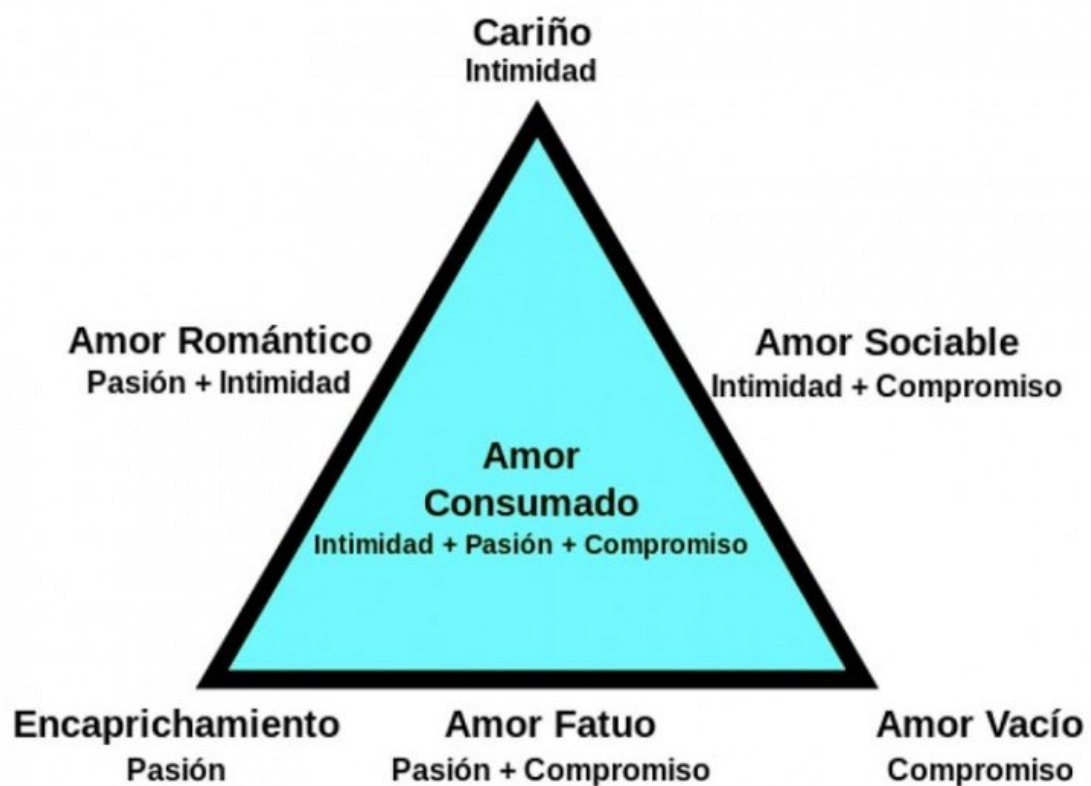 Cariño
Intimidad
Amor Romántico
Pasión + Intimidad
Amor Sociable
Intimidad + Compromiso
Amor
Consumado
Intimidad + Pasión + Compromiso
Encaprichamiento
Pasión
Amor Fatuo
Pasión + Compromiso
Amor Vacío
Compromiso